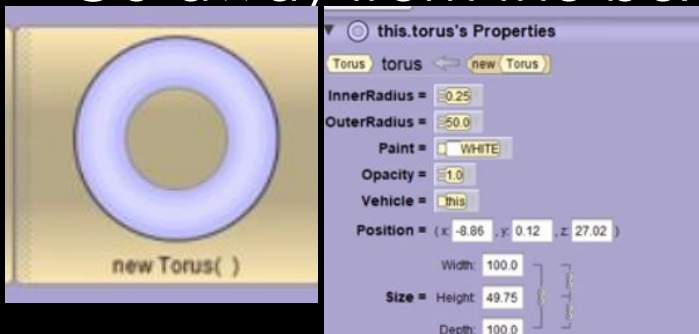 new Torus( )
this.torus's Properties
Torus torus new Torus
InnerRadius = 0.25
OuterRadius = 50.0
Paint = WHITE
Opacity = 1.0
Vehicle = this
Position = ( x: -8.86 , y: 0.12 , z: 27.02 )
Width: 100.0
Size = Height: 49.75
Depth: 100.0